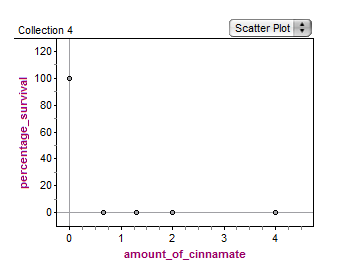 Collection 4
Scatter Plot
percentage_survival
120
100
80
60
40
20
0
0 1 2 3 4
amount_of_cinnamate